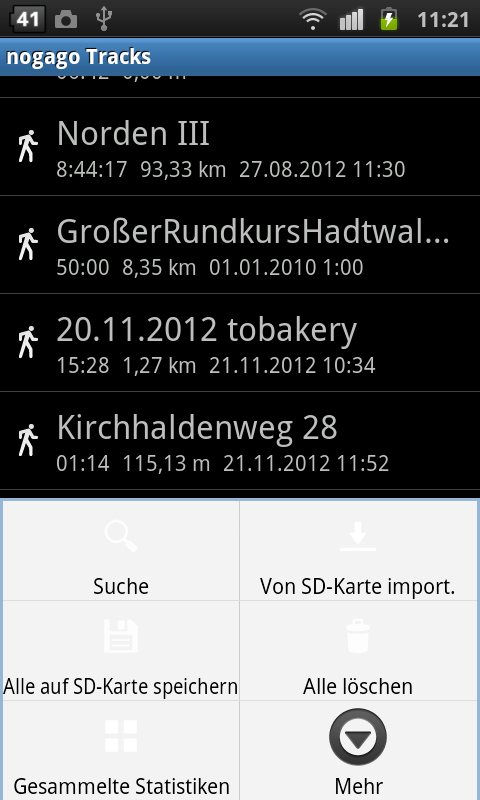 41
11:21
nogago Tracks
Norden III
8:44:17 93,33 km 27.08.2012 11:30
GroßerRundkursHadtwal...
50:00 8,35 km 01.01.2010 1:00
20.11.2012 tobakery
15:28 1,27 km 21.11.2012 10:34
Kirchhaldenweg 28
01:14 115,13 m 21.11.2012 11:52
Suche
Von SD-Karte import.
Alle auf SD-Karte speichern
Alle löschen
Gesammelte Statistiken
Mehr